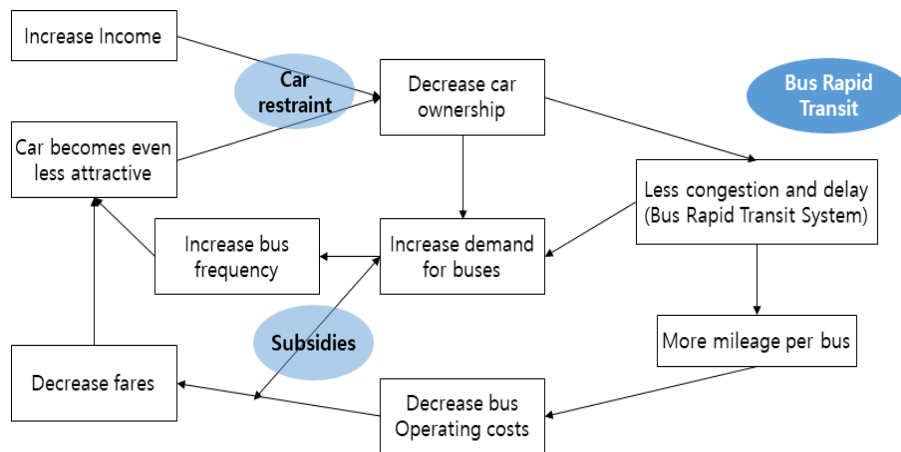 Increase Income
Car
restraint
Decrease car
ownership
Bus Rapid
Transit
Car becomes even
less attractive
Less congestion and delay
(Bus Rapid Transit System)
Increase bus
frequency
Increase demand
for buses
Subsidies
More mileage per bus
Decrease fares
Decrease bus
Operating costs